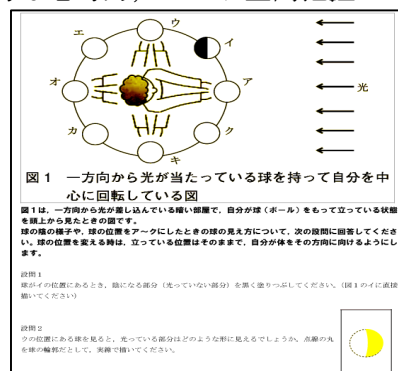 ウ
エ
イ
オ
ア
光
カ
ク
キ
図1 一方向から光が当たっている球を持って自分を中
心に回転している図
図1は，一方向から光が差し込んでいる暗い部屋で，自分が球（ボール）をもって立っている状態
を頭上から見たときの図です。
球の陰の様子や，球の位置をア～クにしたときの球の見え方について，次の設問に回答してくださ
い。球の位置を変える時は，立っている位置はそのままで，自分が体をその方向に向けるようにし
ます。
設問1
球がイの位置にあるとき，陰になる部分（光っていない部分）を黒く塗りつぶしてください。（図1のイに直接
描いてください）
設問2
ウの位置にある球を見ると，光っている部分はどのような形に見えるでしょうか。点線の丸
を球の輪郭だとして，実線で描いてください。